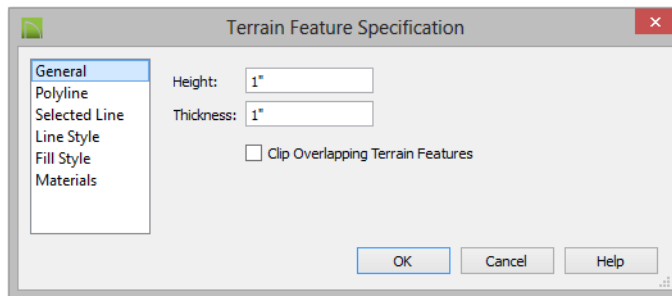 Terrain Feature Specification
General
Polyline
Selected Line
Line Style
Fill Style
Materials
Height: 1"
Thickness: 1"
Clip Overlapping Terrain Features
OK Cancel Help